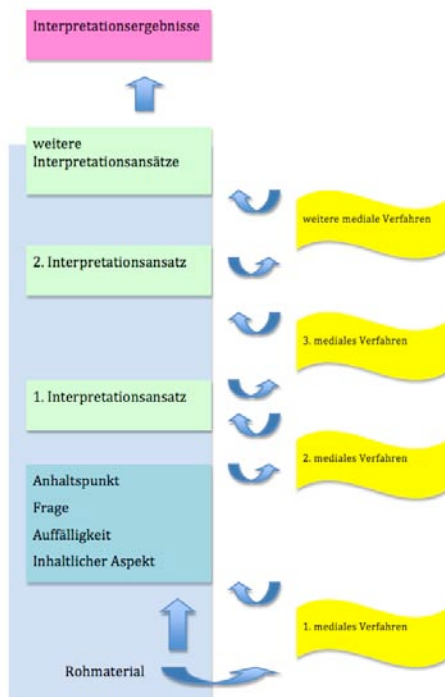 Interpretationsergebnisse
weitere
Interpretationsansätze
weitere mediale Verfahren
2. Interpretationsansatz
3. mediales Verfahren
1. Interpretationsansatz
2. mediales Verfahren
Anhaltspunkt
Frage
Auffälligkeit
Inhaltlicher Aspekt
1. mediales Verfahren
Rohmaterial